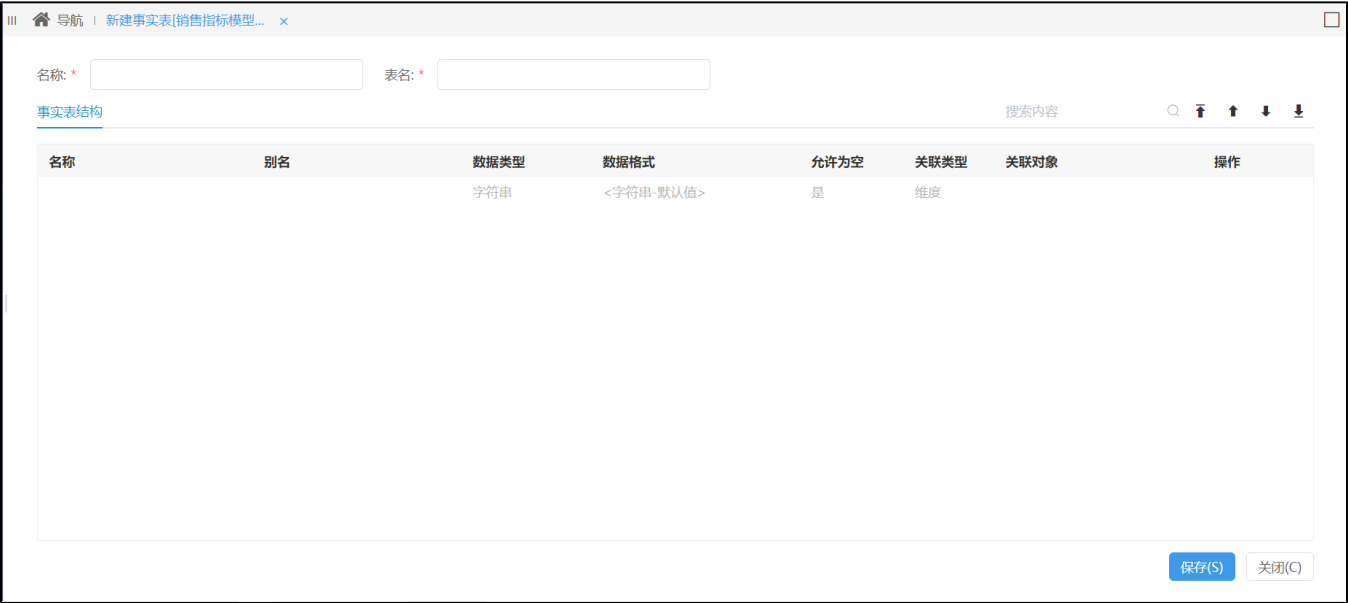 导航 新建事实表[销售指标模型... ×
名称: * 表名: *
事实表结构 搜索内容
名称 别名 数据类型 数据格式 允许为空 关联类型 关联对象 操作
字符串 <字符串-默认值> 是 维度
保存(S) 关闭(C)